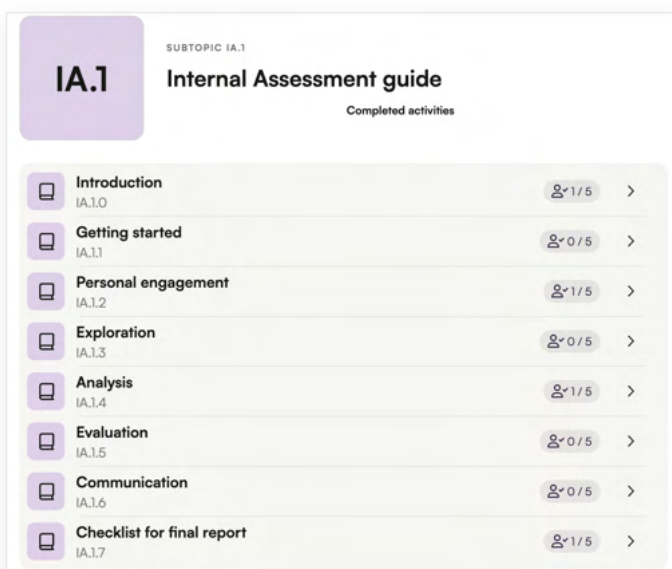 IA.1
SUBTOPIC IA.1
Internal Assessment guide
Completed activities
Introduction
IA.1.0
1/5
Getting started
IA.1.1
0/5
Personal engagement
IA.1.2
1/5
Exploration
IA.1.3
0/5
Analysis
IA.1.4
1/5
Evaluation
IA.1.5
0/5
Communication
IA.1.6
0/5
Checklist for final report
IA.1.7
1/5